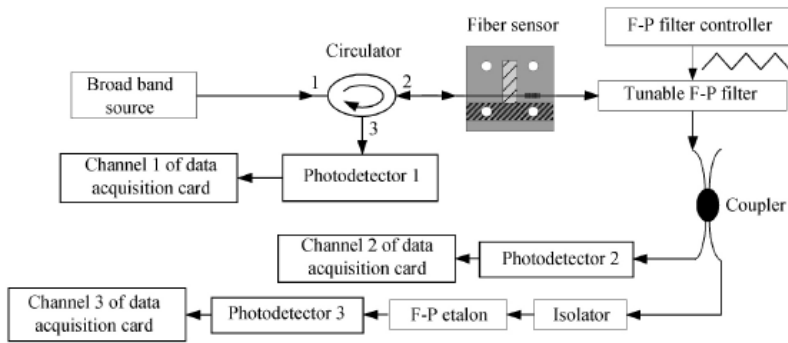 Circulator
Fiber sensor
F-P filter controller
Broad band
source
1
2
3
Tunable F-P filter
Channel 1 of data
acquisition card
Photodetector 1
Coupler
Channel 2 of data
acquisition card
Photodetector 2
Channel 3 of data
acquisition card
Photodetector 3
F-P etalon
Isolator